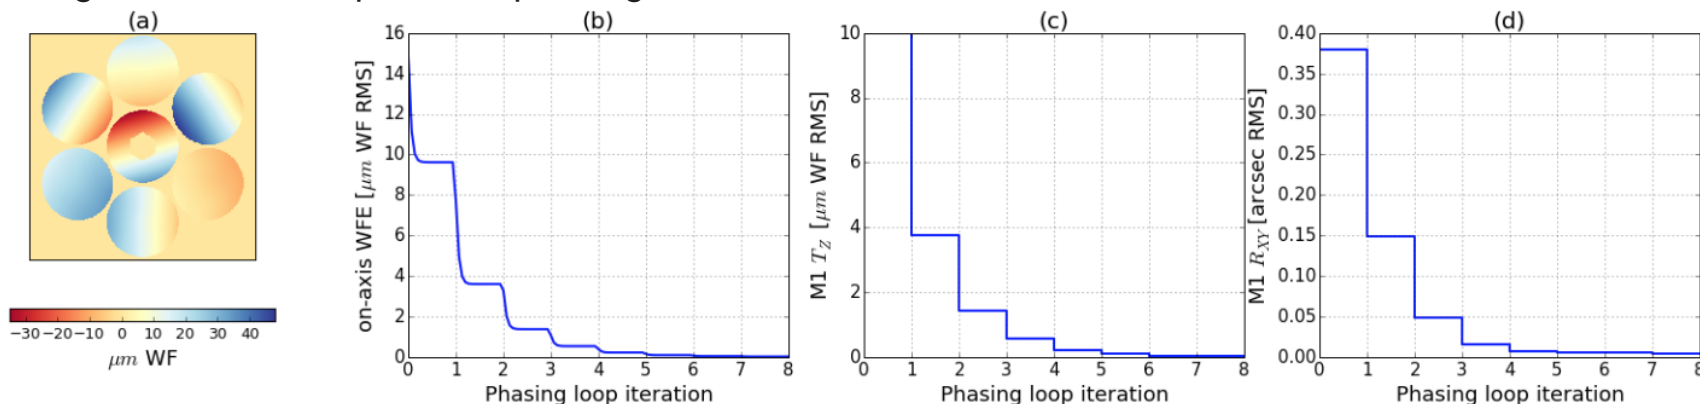 (a)
−30 −20 −10 0 10 20 30 40
μm WF
(b)
on-axis WFE [μm WF RMS]
16
14
12
10
8
6
4
2
0
0 1 2 3 4 5 6 7 8
Phasing loop iteration
(c)
M1 T_Z [μm WF RMS]
10
8
6
4
2
0 1 2 3 4 5 6 7 8
Phasing loop iteration
(d)
M1 R_XY [arcsec RMS]
0.40
0.35
0.30
0.25
0.20
0.15
0.10
0.05
0.00
0 1 2 3 4 5 6 7 8
Phasing loop iteration